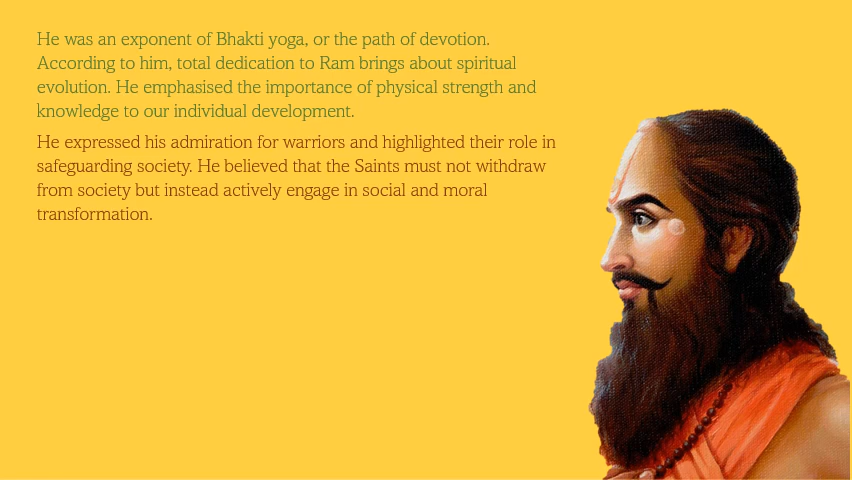 He was an exponent of Bhakti yoga, or the path of devotion.
According to him, total dedication to Ram brings about spiritual
evolution. He emphasised the importance of physical strength and
knowledge to our individual development.
He expressed his admiration for warriors and highlighted their role in
safeguarding society. He believed that the Saints must not withdraw
from society but instead actively engage in social and moral
transformation.